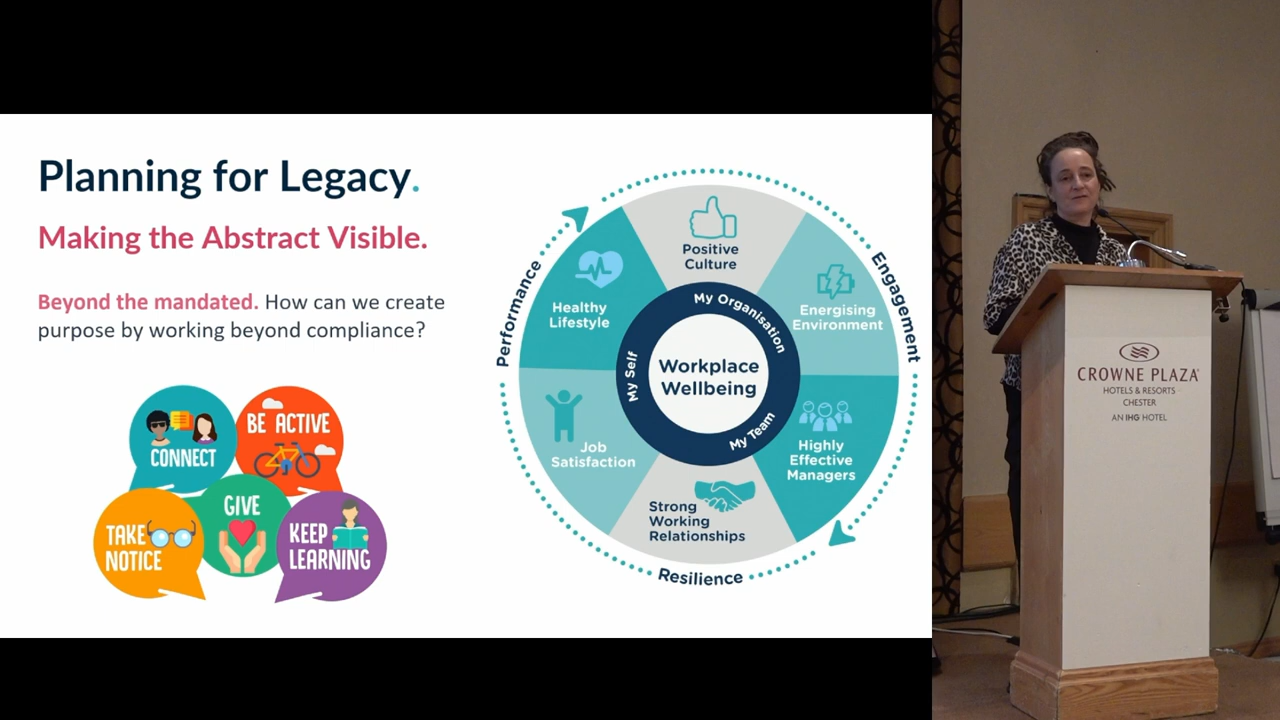 Planning for Legacy.
Making the Abstract Visible.
Beyond the mandated. How can we create
purpose by working beyond compliance?
CONNECT
BE ACTIVE
TAKE
NOTICE
GIVE
KEEP
LEARNING
Performance
Engagement
Resilience
Positive
Culture
Energising
Environment
Highly
Effective
Managers
Strong
Working
Relationships
Job
Satisfaction
Healthy
Lifestyle
My Organisation
My Team
My Self
Workplace
Wellbeing
CROWNE PLAZA
HOTELS & RESORTS
CHESTER
AN IHG HOTEL